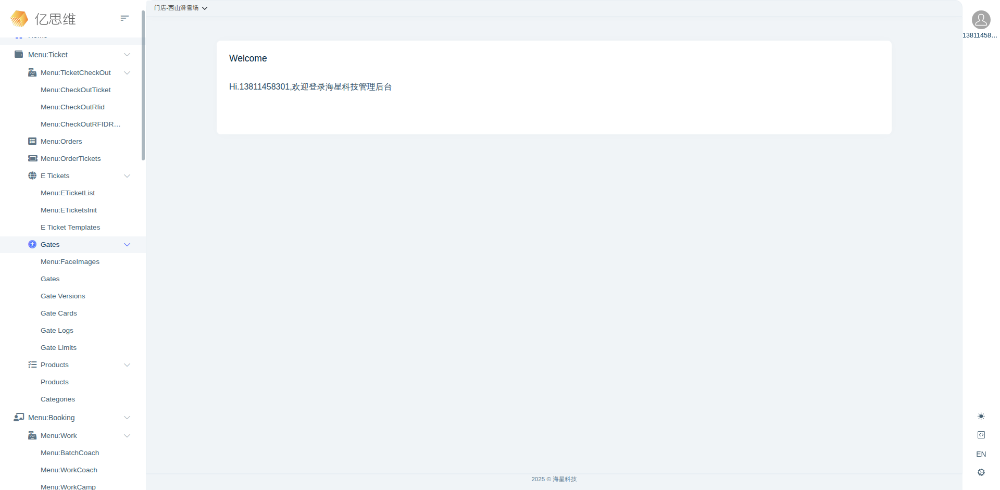 亿思维
Menu:Ticket
Menu:TicketCheckOut
Menu:CheckOutTicket
Menu:CheckOutRfid
Menu:CheckOutRFIDR…
Menu:Orders
Menu:OrderTickets
E Tickets
Menu:ETicketList
Menu:ETicketsInit
E Ticket Templates
Gates
Menu:FaceImages
Gates
Gate Versions
Gate Cards
Gate Logs
Gate Limits
Products
Products
Categories
Menu:Booking
Menu:Work
Menu:BatchCoach
Menu:WorkCoach
Menu:WorkCamp
门店-西山滑雪场
Welcome
Hi.13811458301,欢迎登录海星科技管理后台
2025 © 海星科技
13811458…
EN